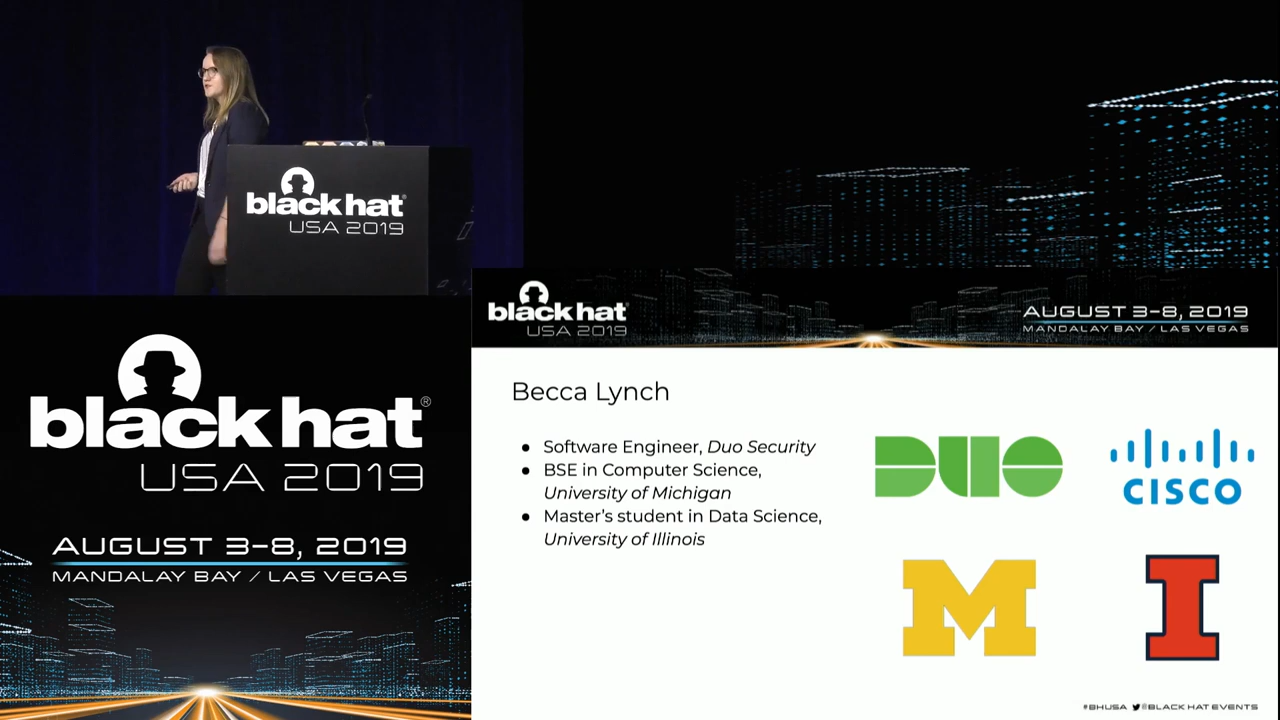 black hat®
USA 2019
black hat®
USA 2019
AUGUST 3-8, 2019
MANDALAY BAY / LAS VEGAS
black hat®
USA 2019
AUGUST 3-8, 2019
MANDALAY BAY / LAS VEGAS
Becca Lynch
● Software Engineer, Duo Security
● BSE in Computer Science,
University of Michigan
● Master's student in Data Science,
University of Illinois
DUO
CISCO
M
I
#BHUSA @BLACK HAT EVENTS